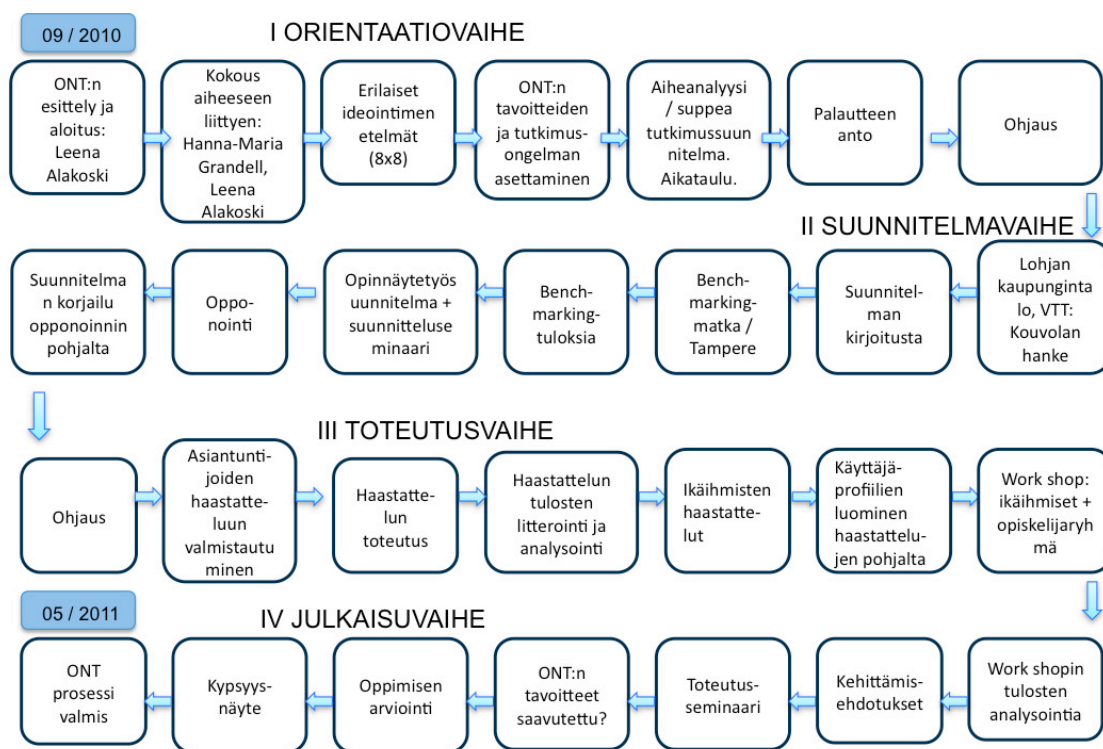 09 / 2010
I ORIENTAATIOVAIHE
ONT:n
esittely ja
aloitus:
Leena
Alakoski
Kokous
aiheeseen
liittyen:
Hanna-Maria
Grandell,
Leena
Alakoski
Erilaiset
ideointimen
etelmät
(8x8)
ONT:n
tavoitteiden
ja tutkimus-
ongelman
asettaminen
Aiheanalyysi
/ suppea
tutkimussuun
nitelma.
Aikataulu.
Palautteen
anto
Ohjaus
II SUUNNITELMAVAIHE
Lohjan
kaupunginta
lo, VTT:
Kouvolan
hanke
Suunnitel-
man
kirjoitusta
Bench-
marking-
matka /
Tampere
Bench-
marking-
tuloksia
Opinnäytetyös
uunnitelma +
suunnitteluse
minaari
Oppo-
nointi
Suunnitelma
n korjailu
opponoinnin
pohjalta
III TOTEUTUSVAIHE
Ohjaus
Asiantunti-
joiden
haastatte-
luun
valmistautu
minen
Haastatte-
lun
toteutus
Haastattelun
tulosten
litterointi ja
analysointi
Ikäihmisten
haastatte-
lut
Käyttäjä-
profiilien
luominen
haastattelu-
jen pohjalta
Work shop:
ikäihmiset +
opiskelijaryh
mä
05 / 2011
IV JULKAISUVAIHE
Work shopin
tulosten
analysointia
Kehittämis-
ehdotukset
Toteutus-
seminaari
ONT:n
tavoitteet
saavutettu?
Oppimisen
arviointi
Kypsyys-
näyte
ONT
prosessi
valmis